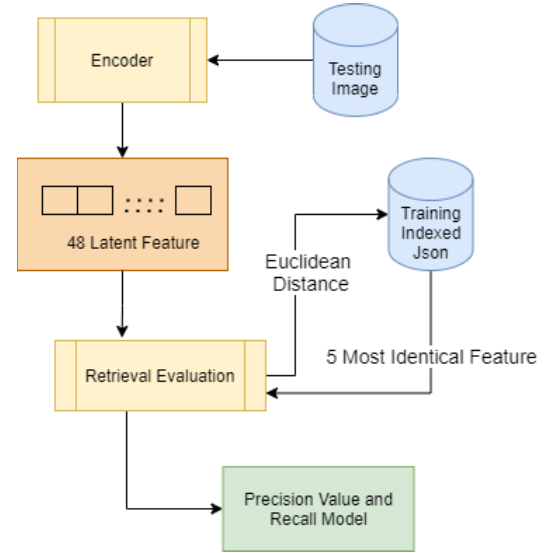 Encoder
Testing
Image
48 Latent Feature
Training
Indexed
Json
Euclidean
Distance
5 Most Identical Feature
Retrieval Evaluation
Precision Value and
Recall Model